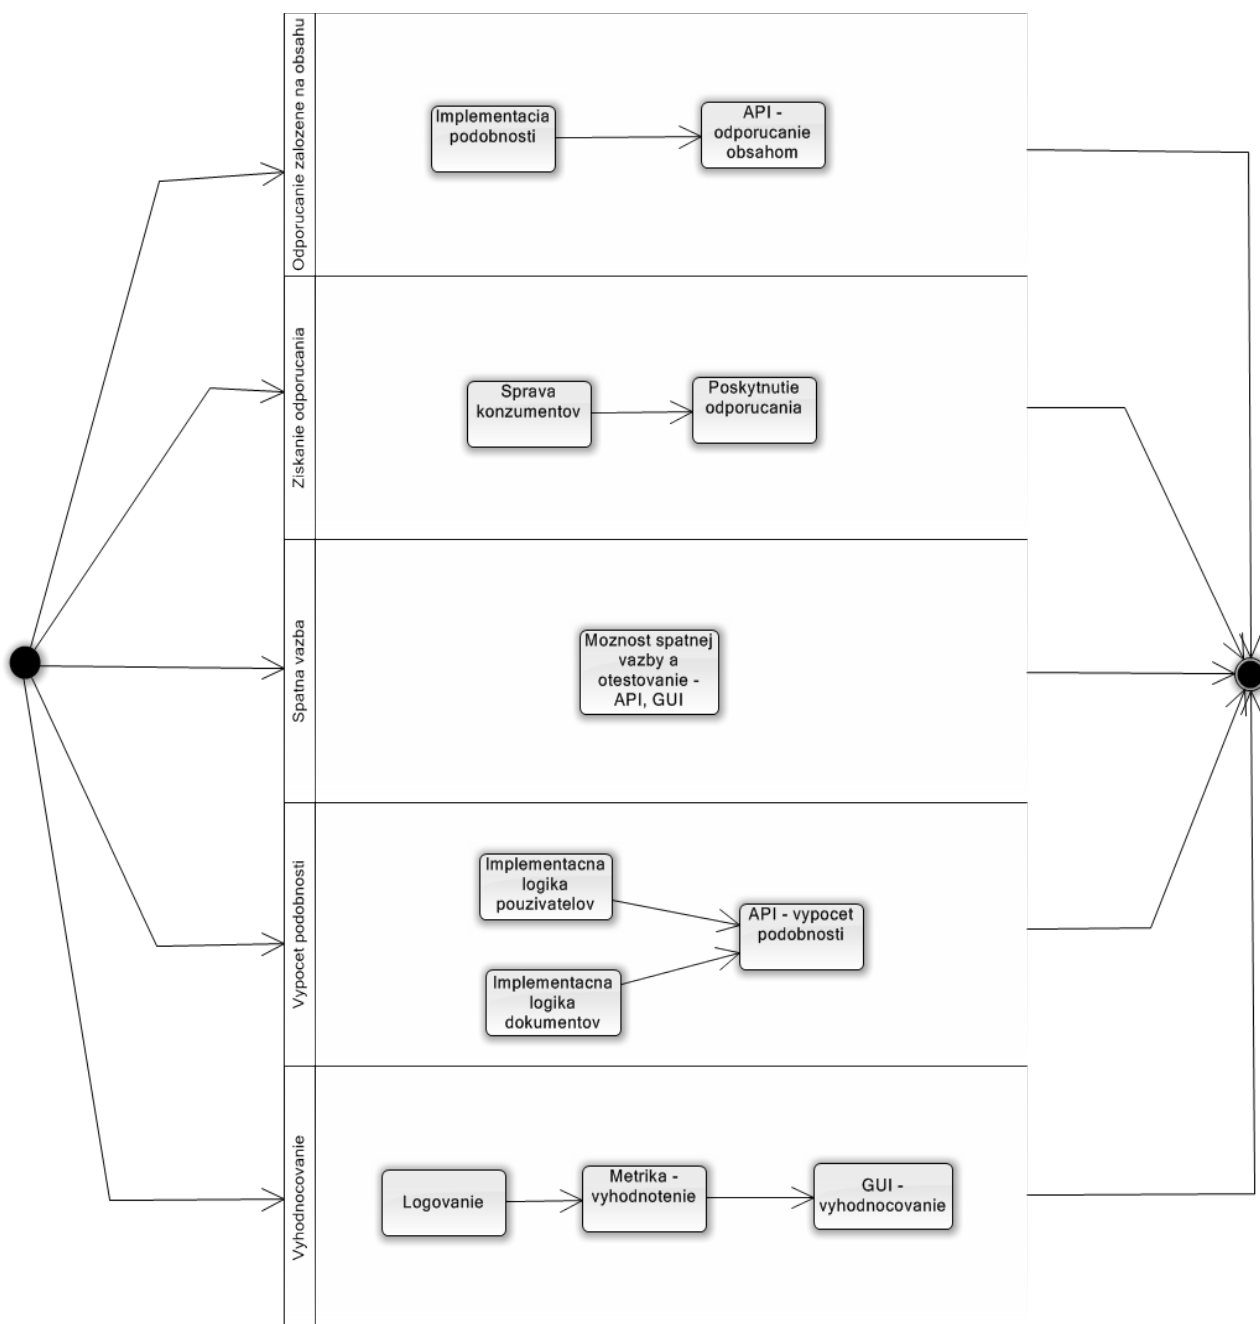 Odporucanie zalozene na obsahu
Implementacia
podobnosti
API -
odporucanie
obsahom
Ziskanie odporucania
Sprava
konzumentov
Poskytnutie
odporucania
Spatna vazba
Moznost spatnej
vazby a
otestovanie -
API, GUI
Vypocet podobnosti
Implementacna
logika
pouzivatelov
API - vypocet
podobnosti
Implementacna
logika
dokumentov
Vyhodnocovanie
Logovanie
Metrika -
vyhodnotenie
GUI -
vyhodnocovanie